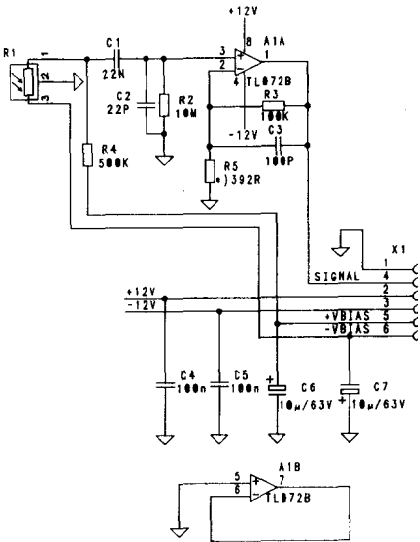 +12V
R1
1
2
3
C1
22N
3
2
8
4
1
A1A
TL072B
C2
22P
R2
10M
R3
100K
-12V
C3
100P
R4
500K
R5
*)392R
X1
1
SIGNAL 4
+12V 2
-12V 3
+VBIAS 5
-VBIAS 6
C4
100n
C5
100n
C6
10µ/63V
C7
10µ/63V
A1B
5
6
7
TL072B